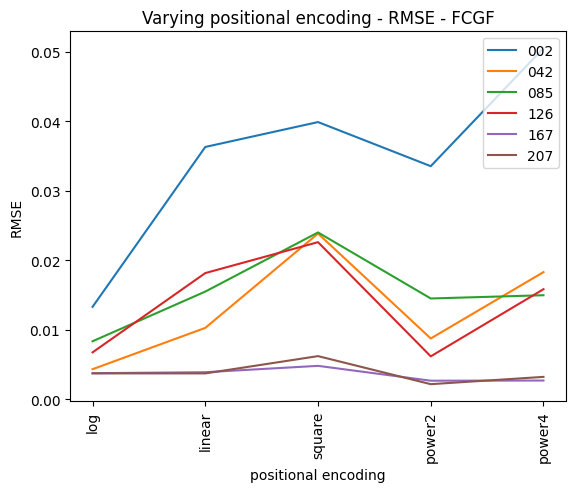 Varying positional encoding - RMSE - FCGF
RMSE
0.05
0.04
0.03
0.02
0.01
0.00
002
042
085
126
167
207
log
linear
square
power2
power4
positional encoding